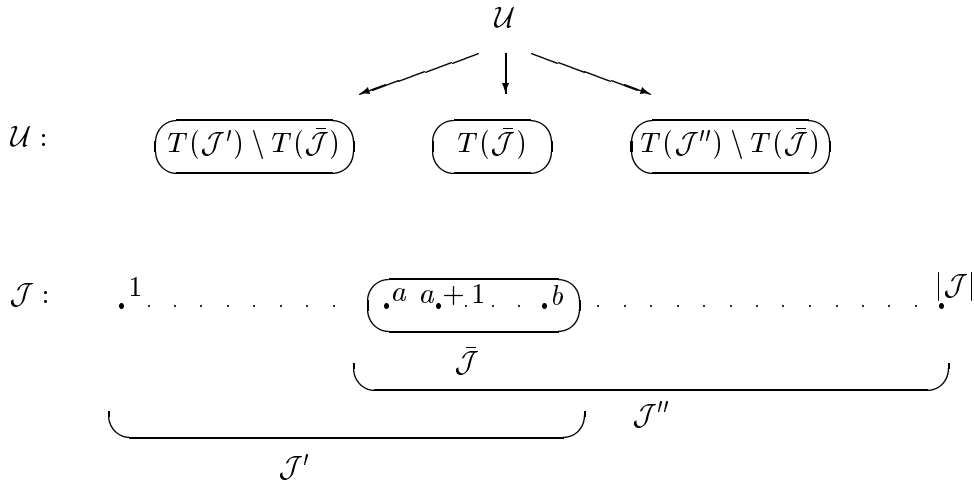 𝒰
𝒰 : T(𝒥′) \ T(𝒥̄) T(𝒥̄) T(𝒥′′) \ T(𝒥̄)
𝒥 : 1 a a + 1 b |𝒥|
𝒥̄
𝒥′′
𝒥′